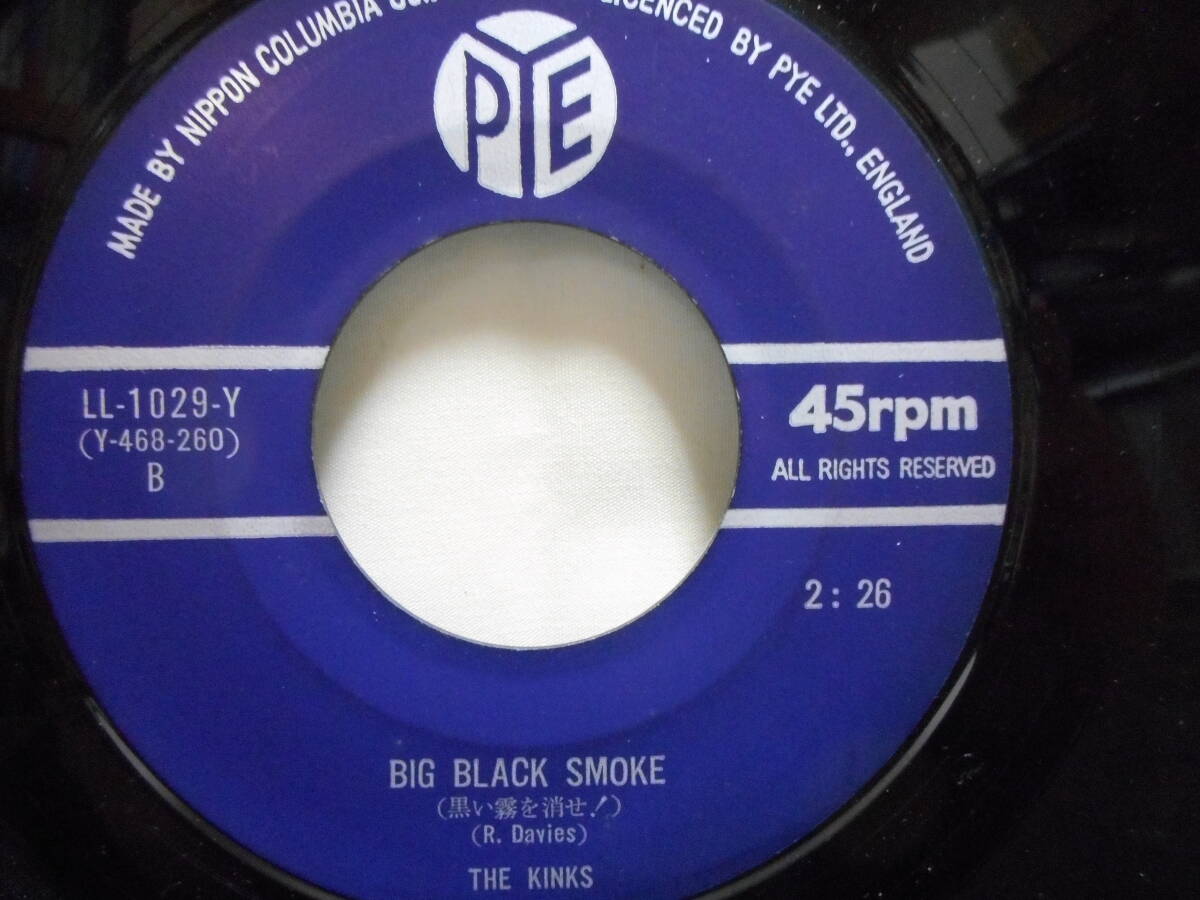 MADE BY NIPPON COLUMBIA
LICENCED BY PYE LTD., ENGLAND
PYE
LL-1029-Y
(Y-468-260)
B
45rpm
ALL RIGHTS RESERVED
2:26
BIG BLACK SMOKE
(黒い霧を消せ!)
(R. Davies)
THE KINKS